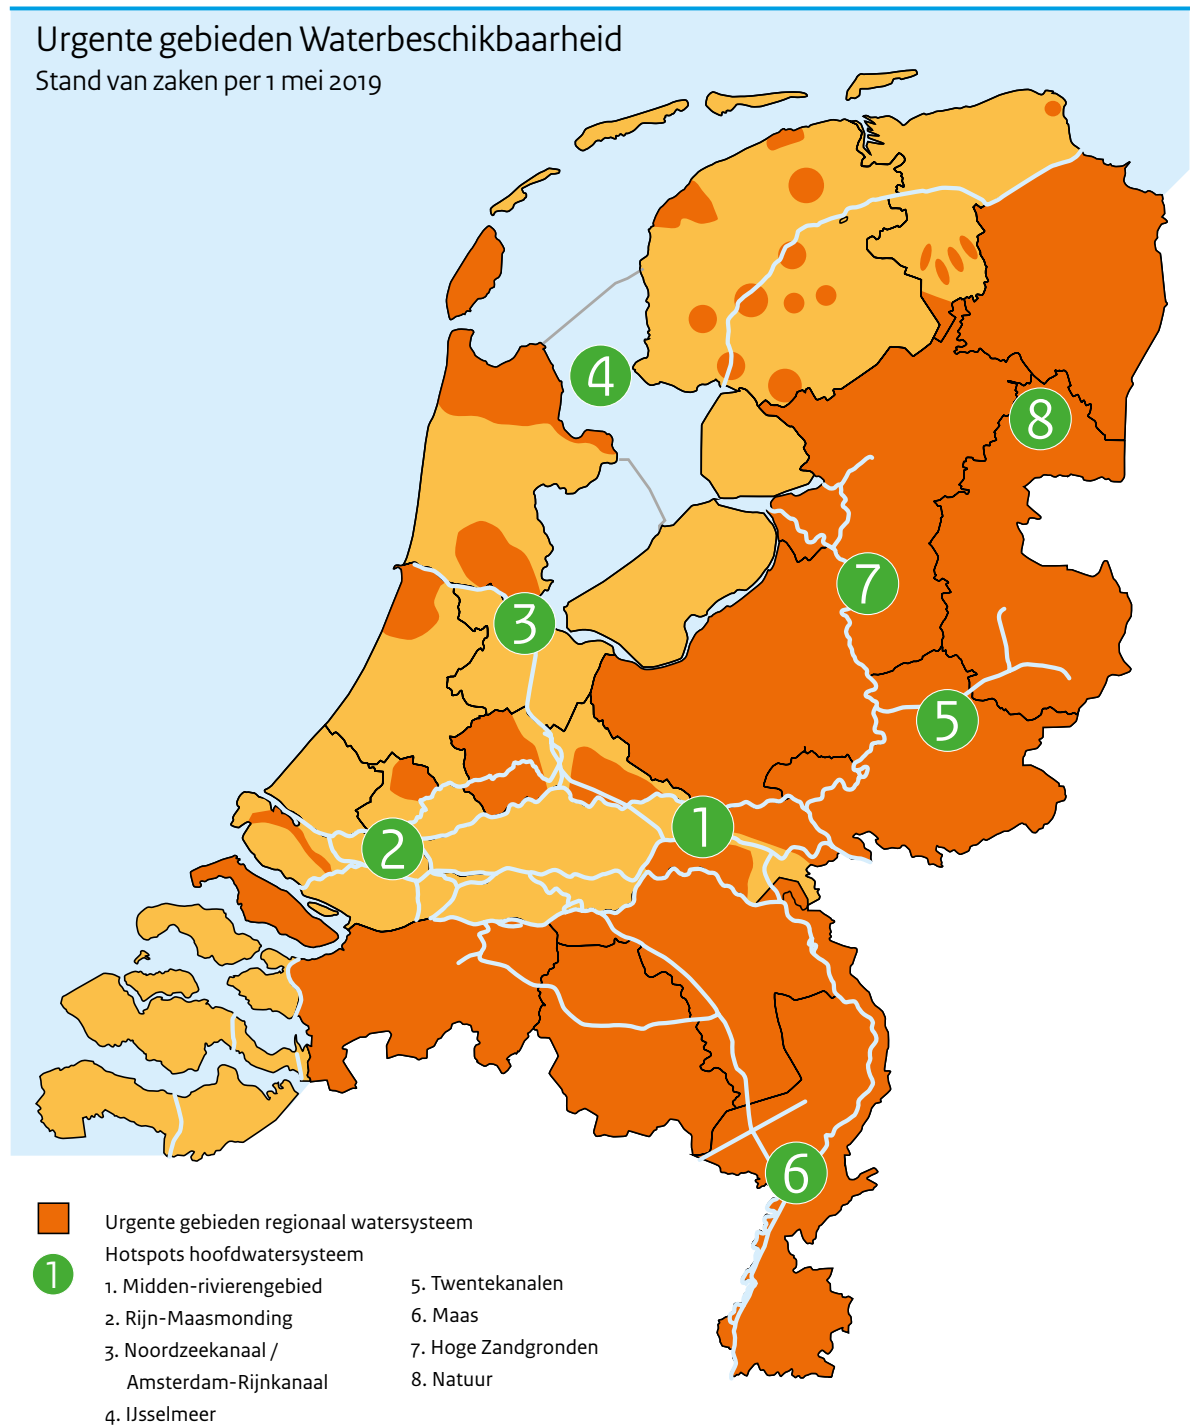 Urgente gebieden Waterbeschikbaarheid
Stand van zaken per 1 mei 2019
4
8
7
3
5
1
2
6
Urgente gebieden regionaal watersysteem
1
Hotspots hoofdwatersysteem
1. Midden-rivierengebied
2. Rijn-Maasmonding
3. Noordzeekanaal /
Amsterdam-Rijnkanaal
4. IJsselmeer
5. Twentekanalen
6. Maas
7. Hoge Zandgronden
8. Natuur